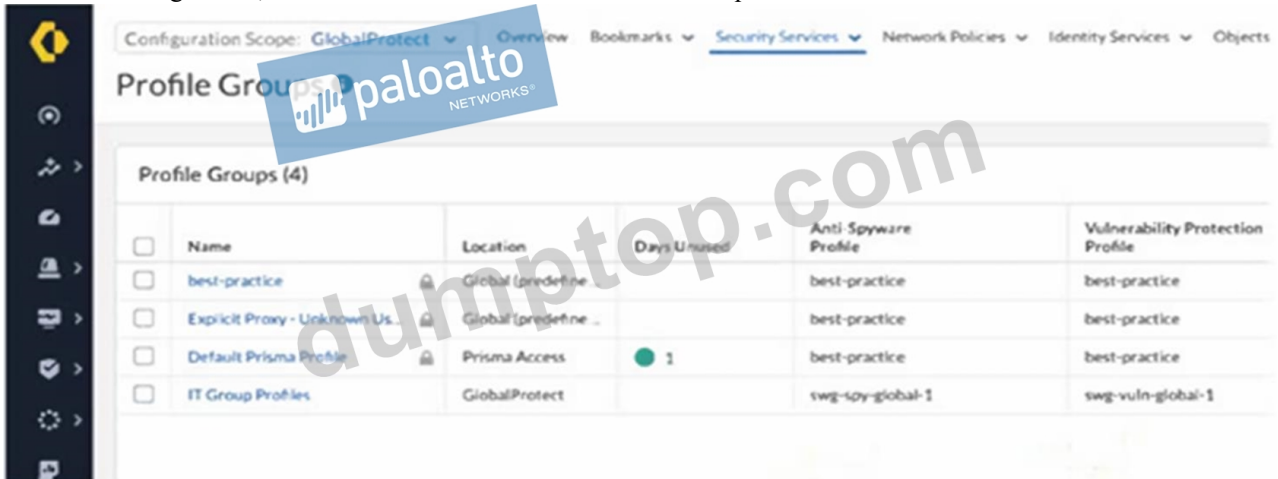 Configuration Scope: GlobalProtect Overview Bookmarks Security Services Network Policies Identity Services Objects
Profile Groups
paloalto
NETWORKS®
Profile Groups (4)
Name Location Days Unused Anti-Spyware Profile Vulnerability Protection Profile
best-practice Global (predefine ... best-practice best-practice
Explicit Proxy - Unknown Us... Global (predefine ... best-practice best-practice
Default Prisma Profile Prisma Access 1 best-practice best-practice
IT Group Profiles GlobalProtect swg-spy-global-1 swg-vuln-global-1
dumptop.com